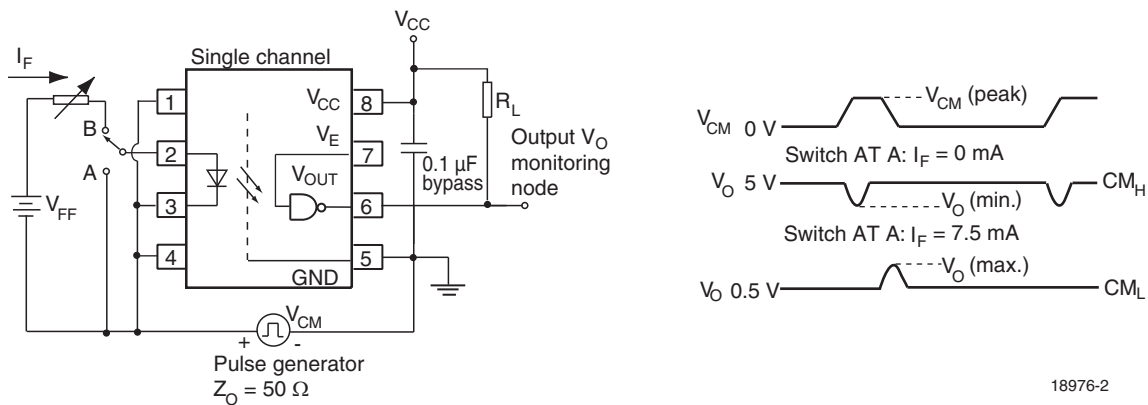 I_F
V_CC
Single channel
1
V_CC
8
R_L
B
V_E
2
7
0.1 µF
bypass
Output V_O
monitoring
node
A
V_OUT
V_FF
3
6
4
5
GND
V_CM
+
-
Pulse generator
Z_O = 50 Ω
V_CM 0 V
V_CM (peak)
Switch AT A: I_F = 0 mA
V_O 5 V
CM_H
V_O (min.)
Switch AT A: I_F = 7.5 mA
V_O (max.)
V_O 0.5 V
CM_L
18976-2